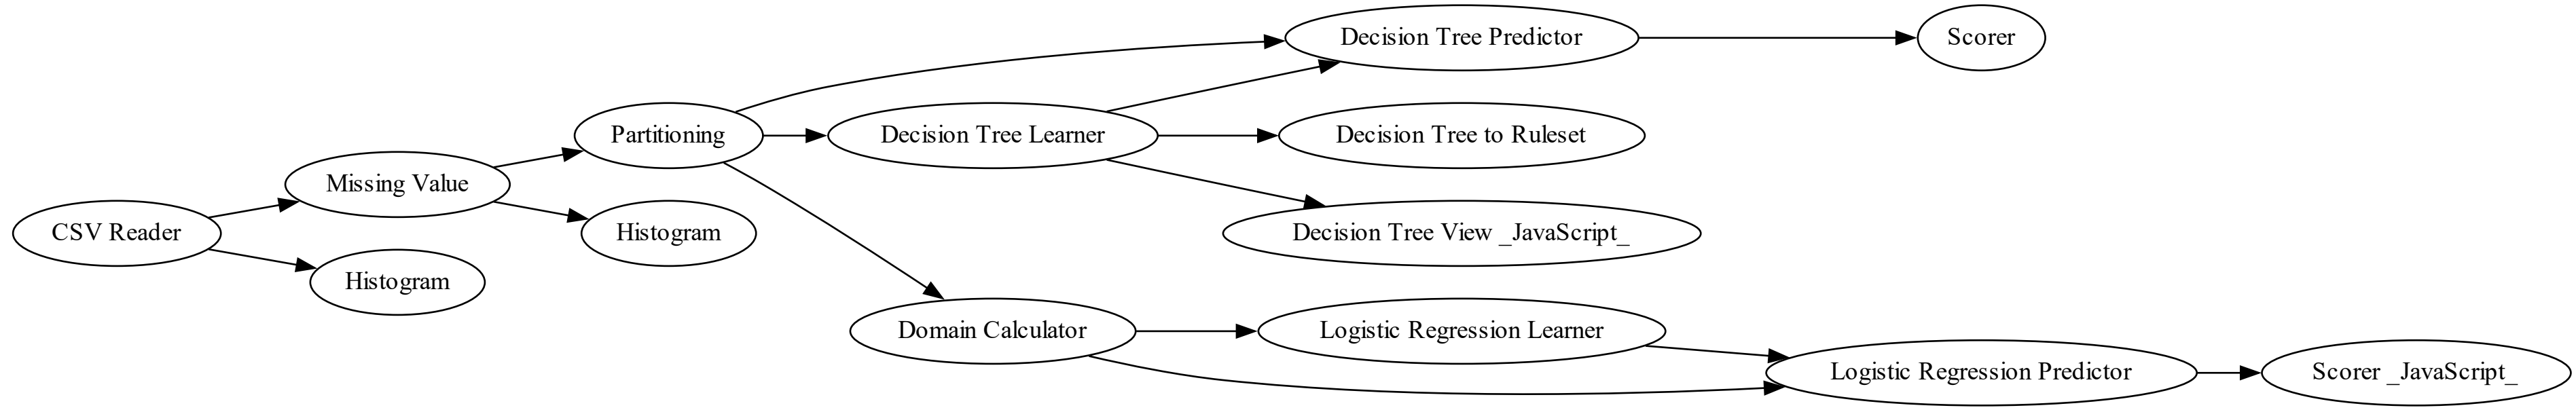 Decision Tree Predictor
Scorer
Partitioning
Decision Tree Learner
Decision Tree to Ruleset
Missing Value
CSV Reader
Histogram
Decision Tree View _JavaScript_
Histogram
Domain Calculator
Logistic Regression Learner
Logistic Regression Predictor
Scorer _JavaScript_